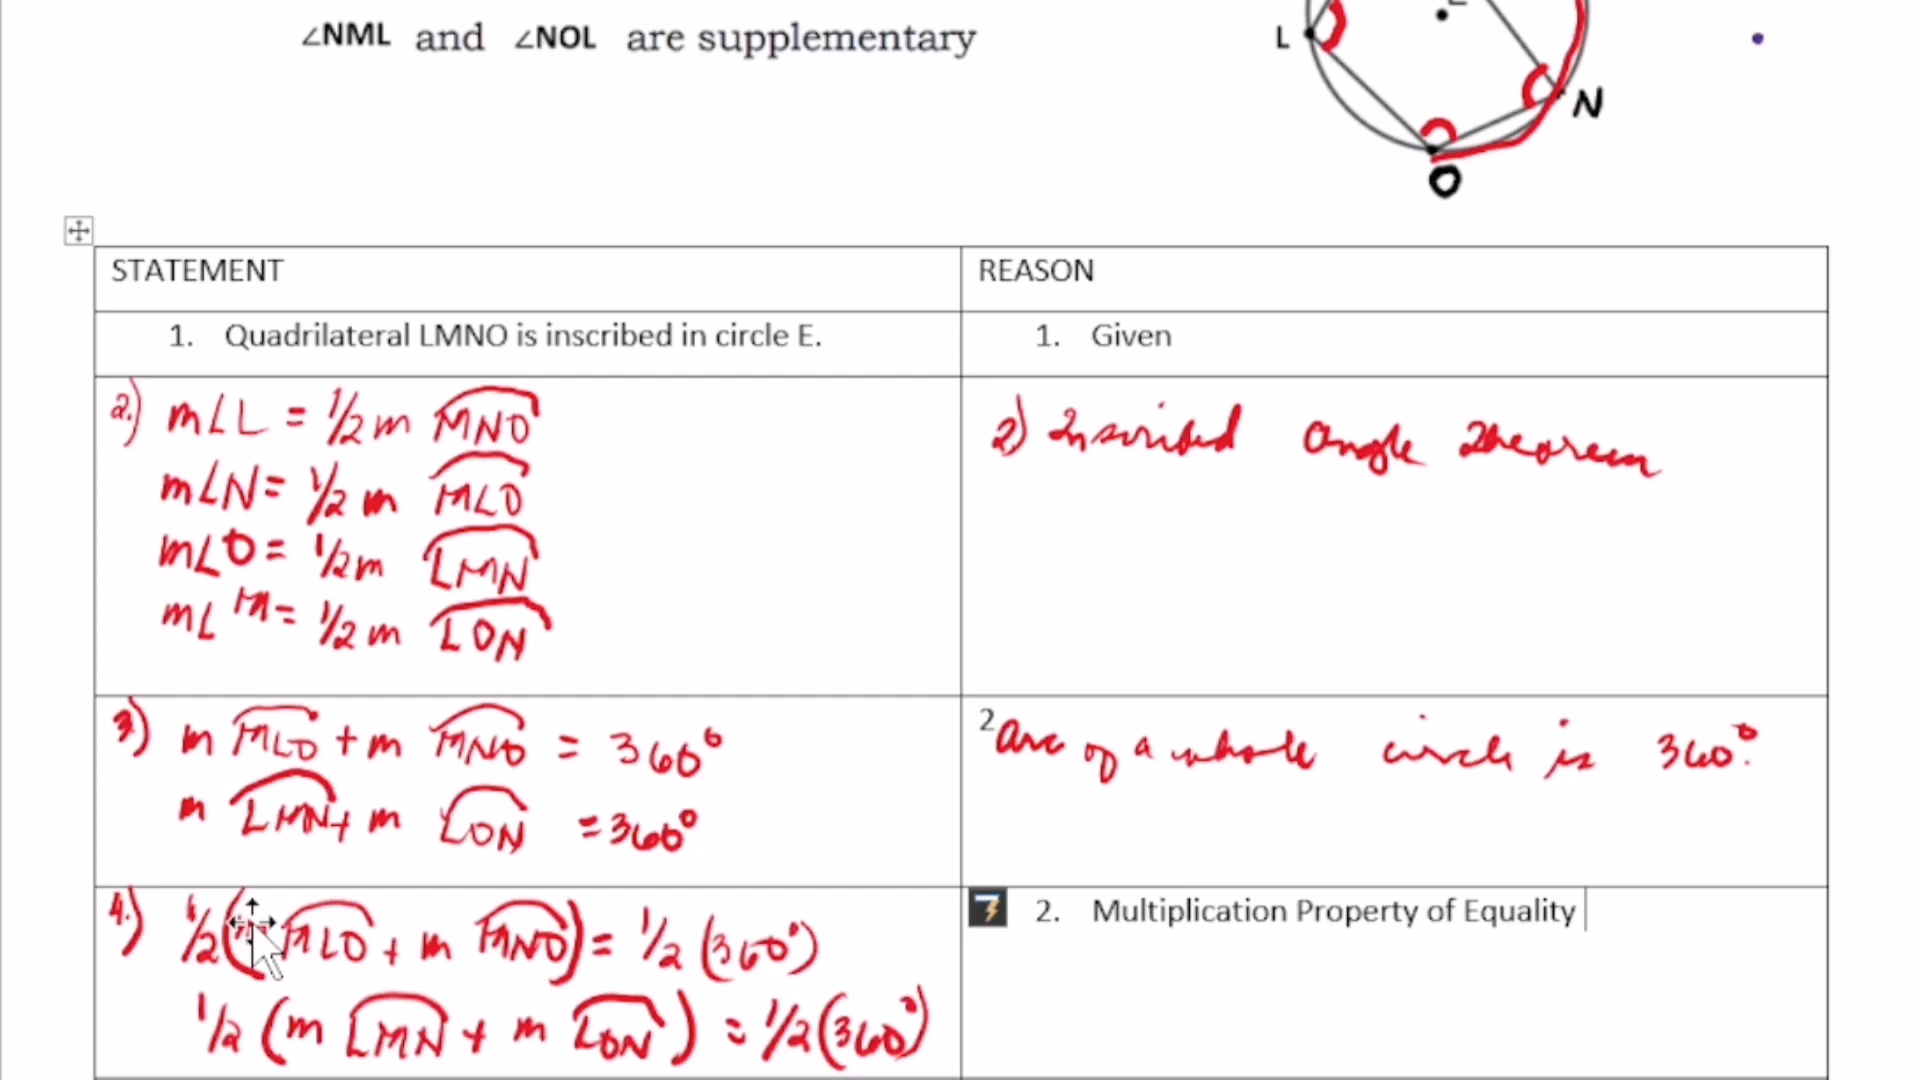 ∠NML and ∠NOL are supplementary
L
N
O
STATEMENT
REASON
1. Quadrilateral LMNO is inscribed in circle E.
1. Given
2.) m∠L = 1/2 m MNO
m∠N = 1/2 m MLO
m∠O = 1/2 m LMN
m∠M = 1/2 m LON
2) Inscribed Angle Theorem
3) m MLO + m MNO = 360°
m LMN + m LON = 360°
2 Arc of a whole circle is 360°.
4.) 1/2 (m MLO + m MNO) = 1/2 (360°)
1/2 (m LMN + m LON) = 1/2 (360°)
2. Multiplication Property of Equality